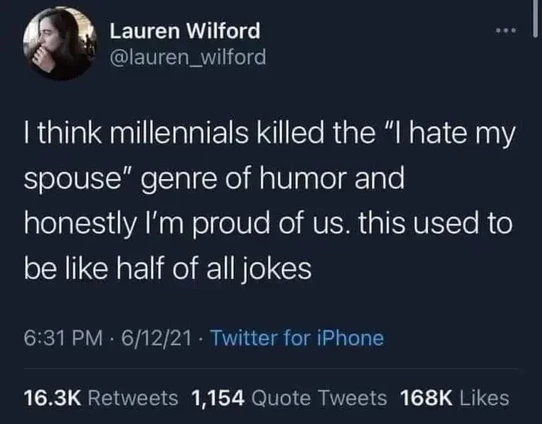 Lauren Wilford
@lauren_wilford
I think millennials killed the “I hate my
spouse” genre of humor and
honestly I’m proud of us. this used to
be like half of all jokes
6:31 PM · 6/12/21 · Twitter for iPhone
16.3K Retweets 1,154 Quote Tweets 168K Likes